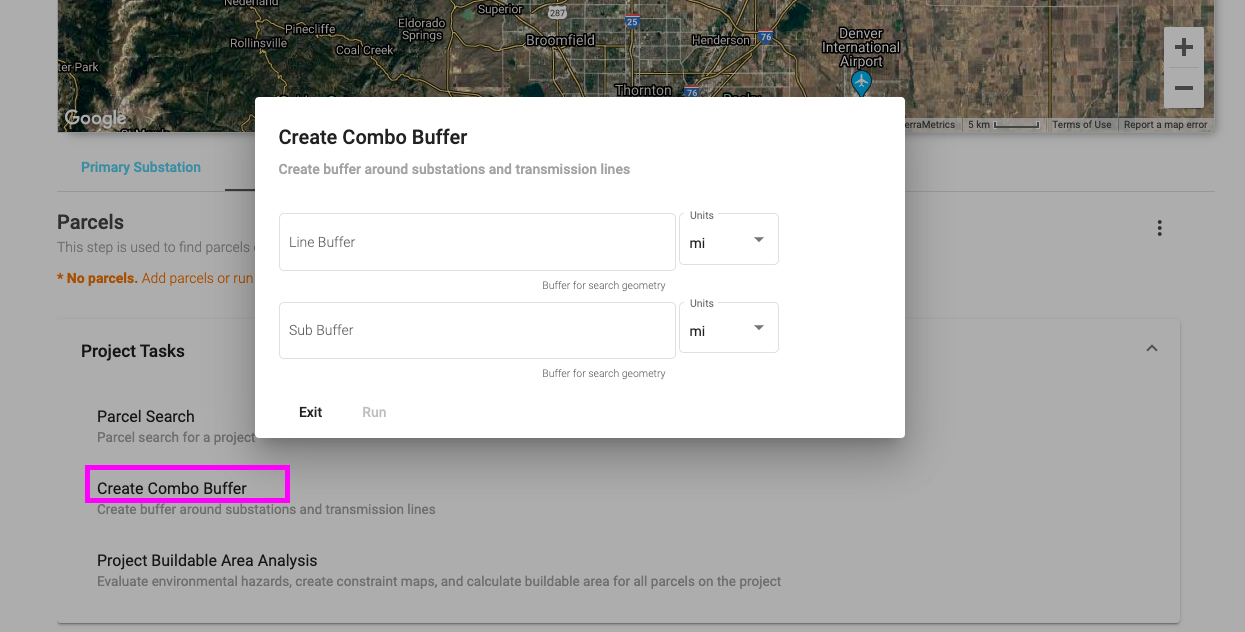 Nederland
Superior
287
25
Eldorado
Springs
Pinecliffe
Rollinsville
Coal Creek
Broomfield
Henderson
76
Denver
International
Airport
ter Park
Thornton
76
Google
erraMetrics
5 km
Terms of Use
Report a map error
Primary Substation
Parcels
This step is used to find parcels
* No parcels. Add parcels or run
Create Combo Buffer
Create buffer around substations and transmission lines
Line Buffer
Units
mi
Buffer for search geometry
Sub Buffer
Units
mi
Buffer for search geometry
Exit
Run
Project Tasks
Parcel Search
Parcel search for a project
Create Combo Buffer
Create buffer around substations and transmission lines
Project Buildable Area Analysis
Evaluate environmental hazards, create constraint maps, and calculate buildable area for all parcels on the project